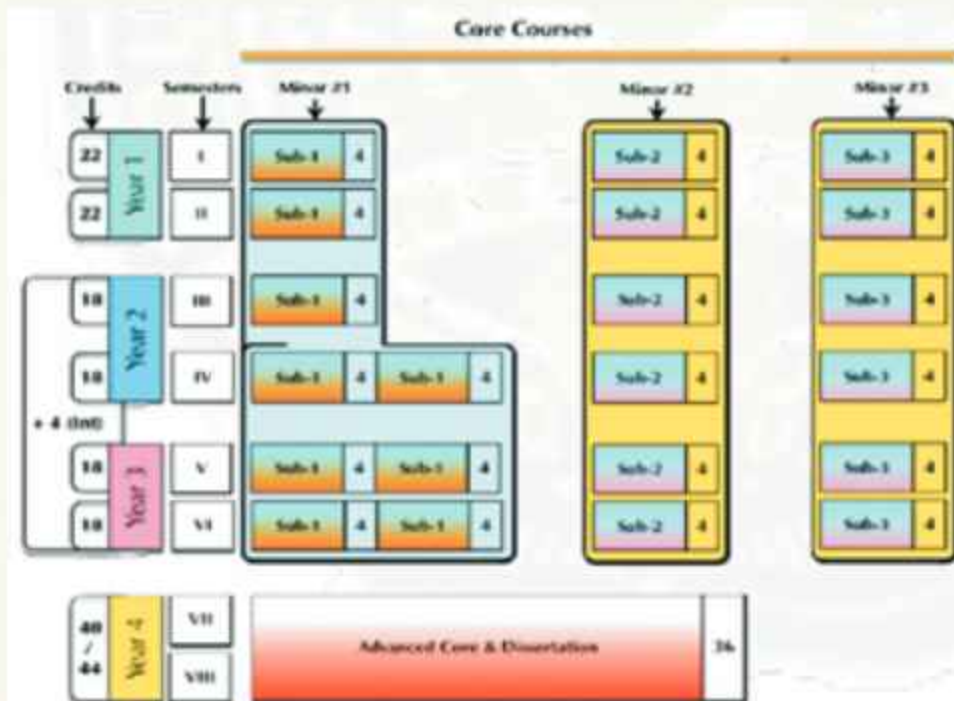 Core Courses
Credits Semesters Minor #1 Minor #2 Minor #3
22 Year 1 I Sub-1 4 Sub-2 4 Sub-3 4
22 II Sub-1 4 Sub-2 4 Sub-3 4
18 Year 2 III Sub-1 4 Sub-2 4 Sub-3 4
18 IV Sub-1 4 Sub-1 4 Sub-2 4 Sub-3 4
+ 4 (Int)
18 Year 3 V Sub-1 4 Sub-1 4 Sub-2 4 Sub-3 4
18 VI Sub-1 4 Sub-1 4 Sub-2 4 Sub-3 4
40 / 44 Year 4 VII Advanced Core & Dissertation 36
VIII